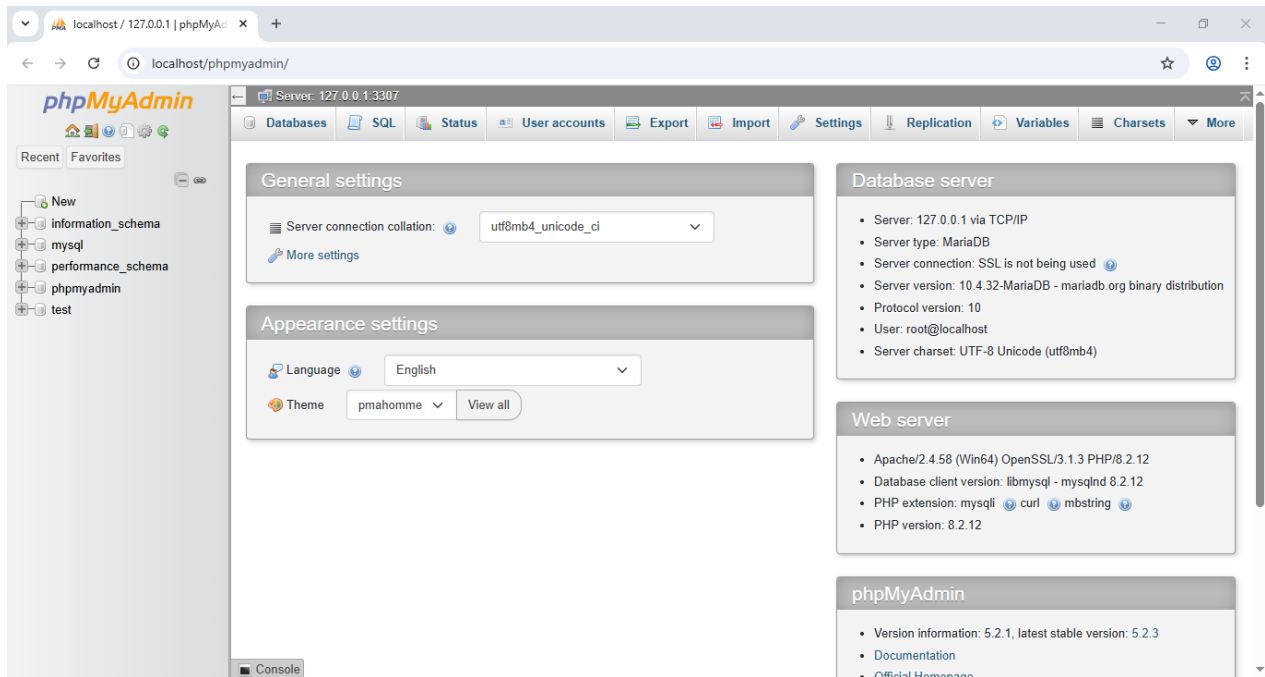 localhost / 127.0.0.1 | phpMyAd
localhost/phpmyadmin/
phpMyAdmin
Recent Favorites
New
information_schema
mysql
performance_schema
phpmyadmin
test
Server: 127.0.0.1:3307
Databases SQL Status User accounts Export Import Settings Replication Variables Charsets More
General settings
Server connection collation: utf8mb4_unicode_ci
More settings
Appearance settings
Language English
Theme pmahomme View all
Database server
Server: 127.0.0.1 via TCP/IP
Server type: MariaDB
Server connection: SSL is not being used
Server version: 10.4.32-MariaDB - mariadb.org binary distribution
Protocol version: 10
User: root@localhost
Server charset: UTF-8 Unicode (utf8mb4)
Web server
Apache/2.4.58 (Win64) OpenSSL/3.1.3 PHP/8.2.12
Database client version: libmysql - mysqlnd 8.2.12
PHP extension: mysqli curl mbstring
PHP version: 8.2.12
phpMyAdmin
Version information: 5.2.1, latest stable version: 5.2.3
Documentation
Official Homepage
Console